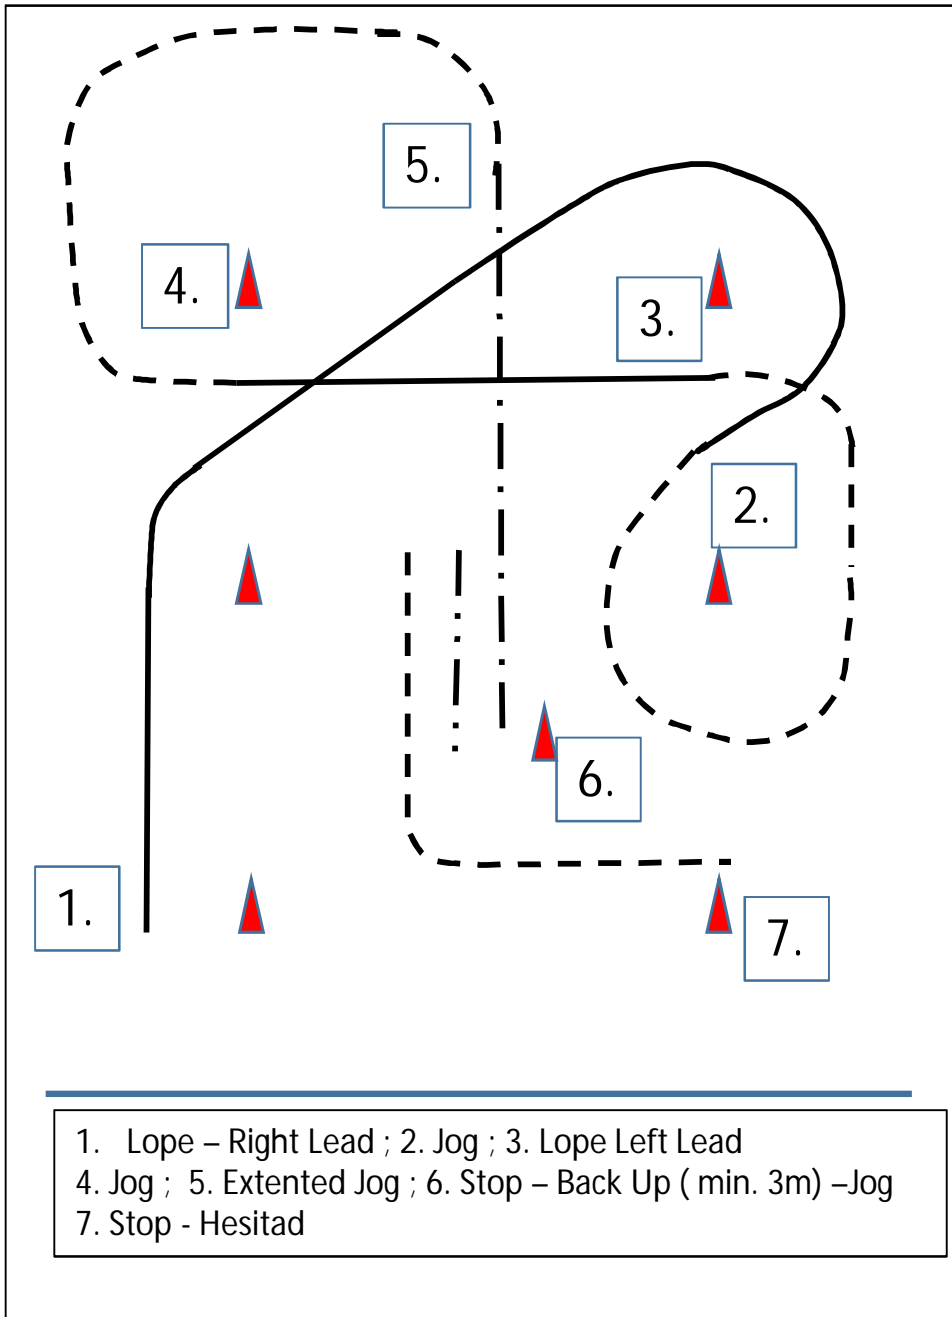 5.
4.
3.
2.
6.
1.
7.
1. Lope – Right Lead ; 2. Jog ; 3. Lope Left Lead
4. Jog ; 5. Extented Jog ; 6. Stop – Back Up ( min. 3m) –Jog
7. Stop - Hesitad